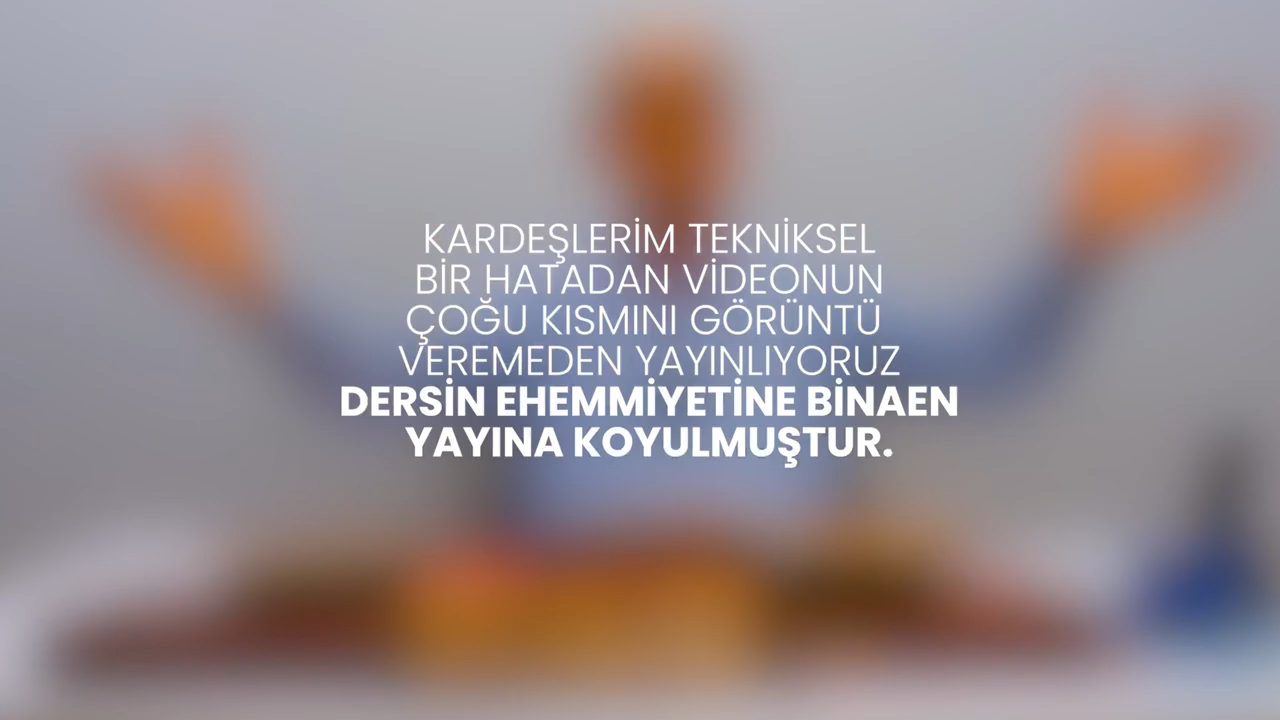 KARDEŞLERİM TEKNİKSEL
BİR HATADAN VİDEONUN
ÇOĞU KISMINI GÖRÜNTÜ
VEREMEDEN YAYINLIYORUZ
DERSİN EHEMMİYETİNE BİNAEN
YAYINA KOYULMUŞTUR.